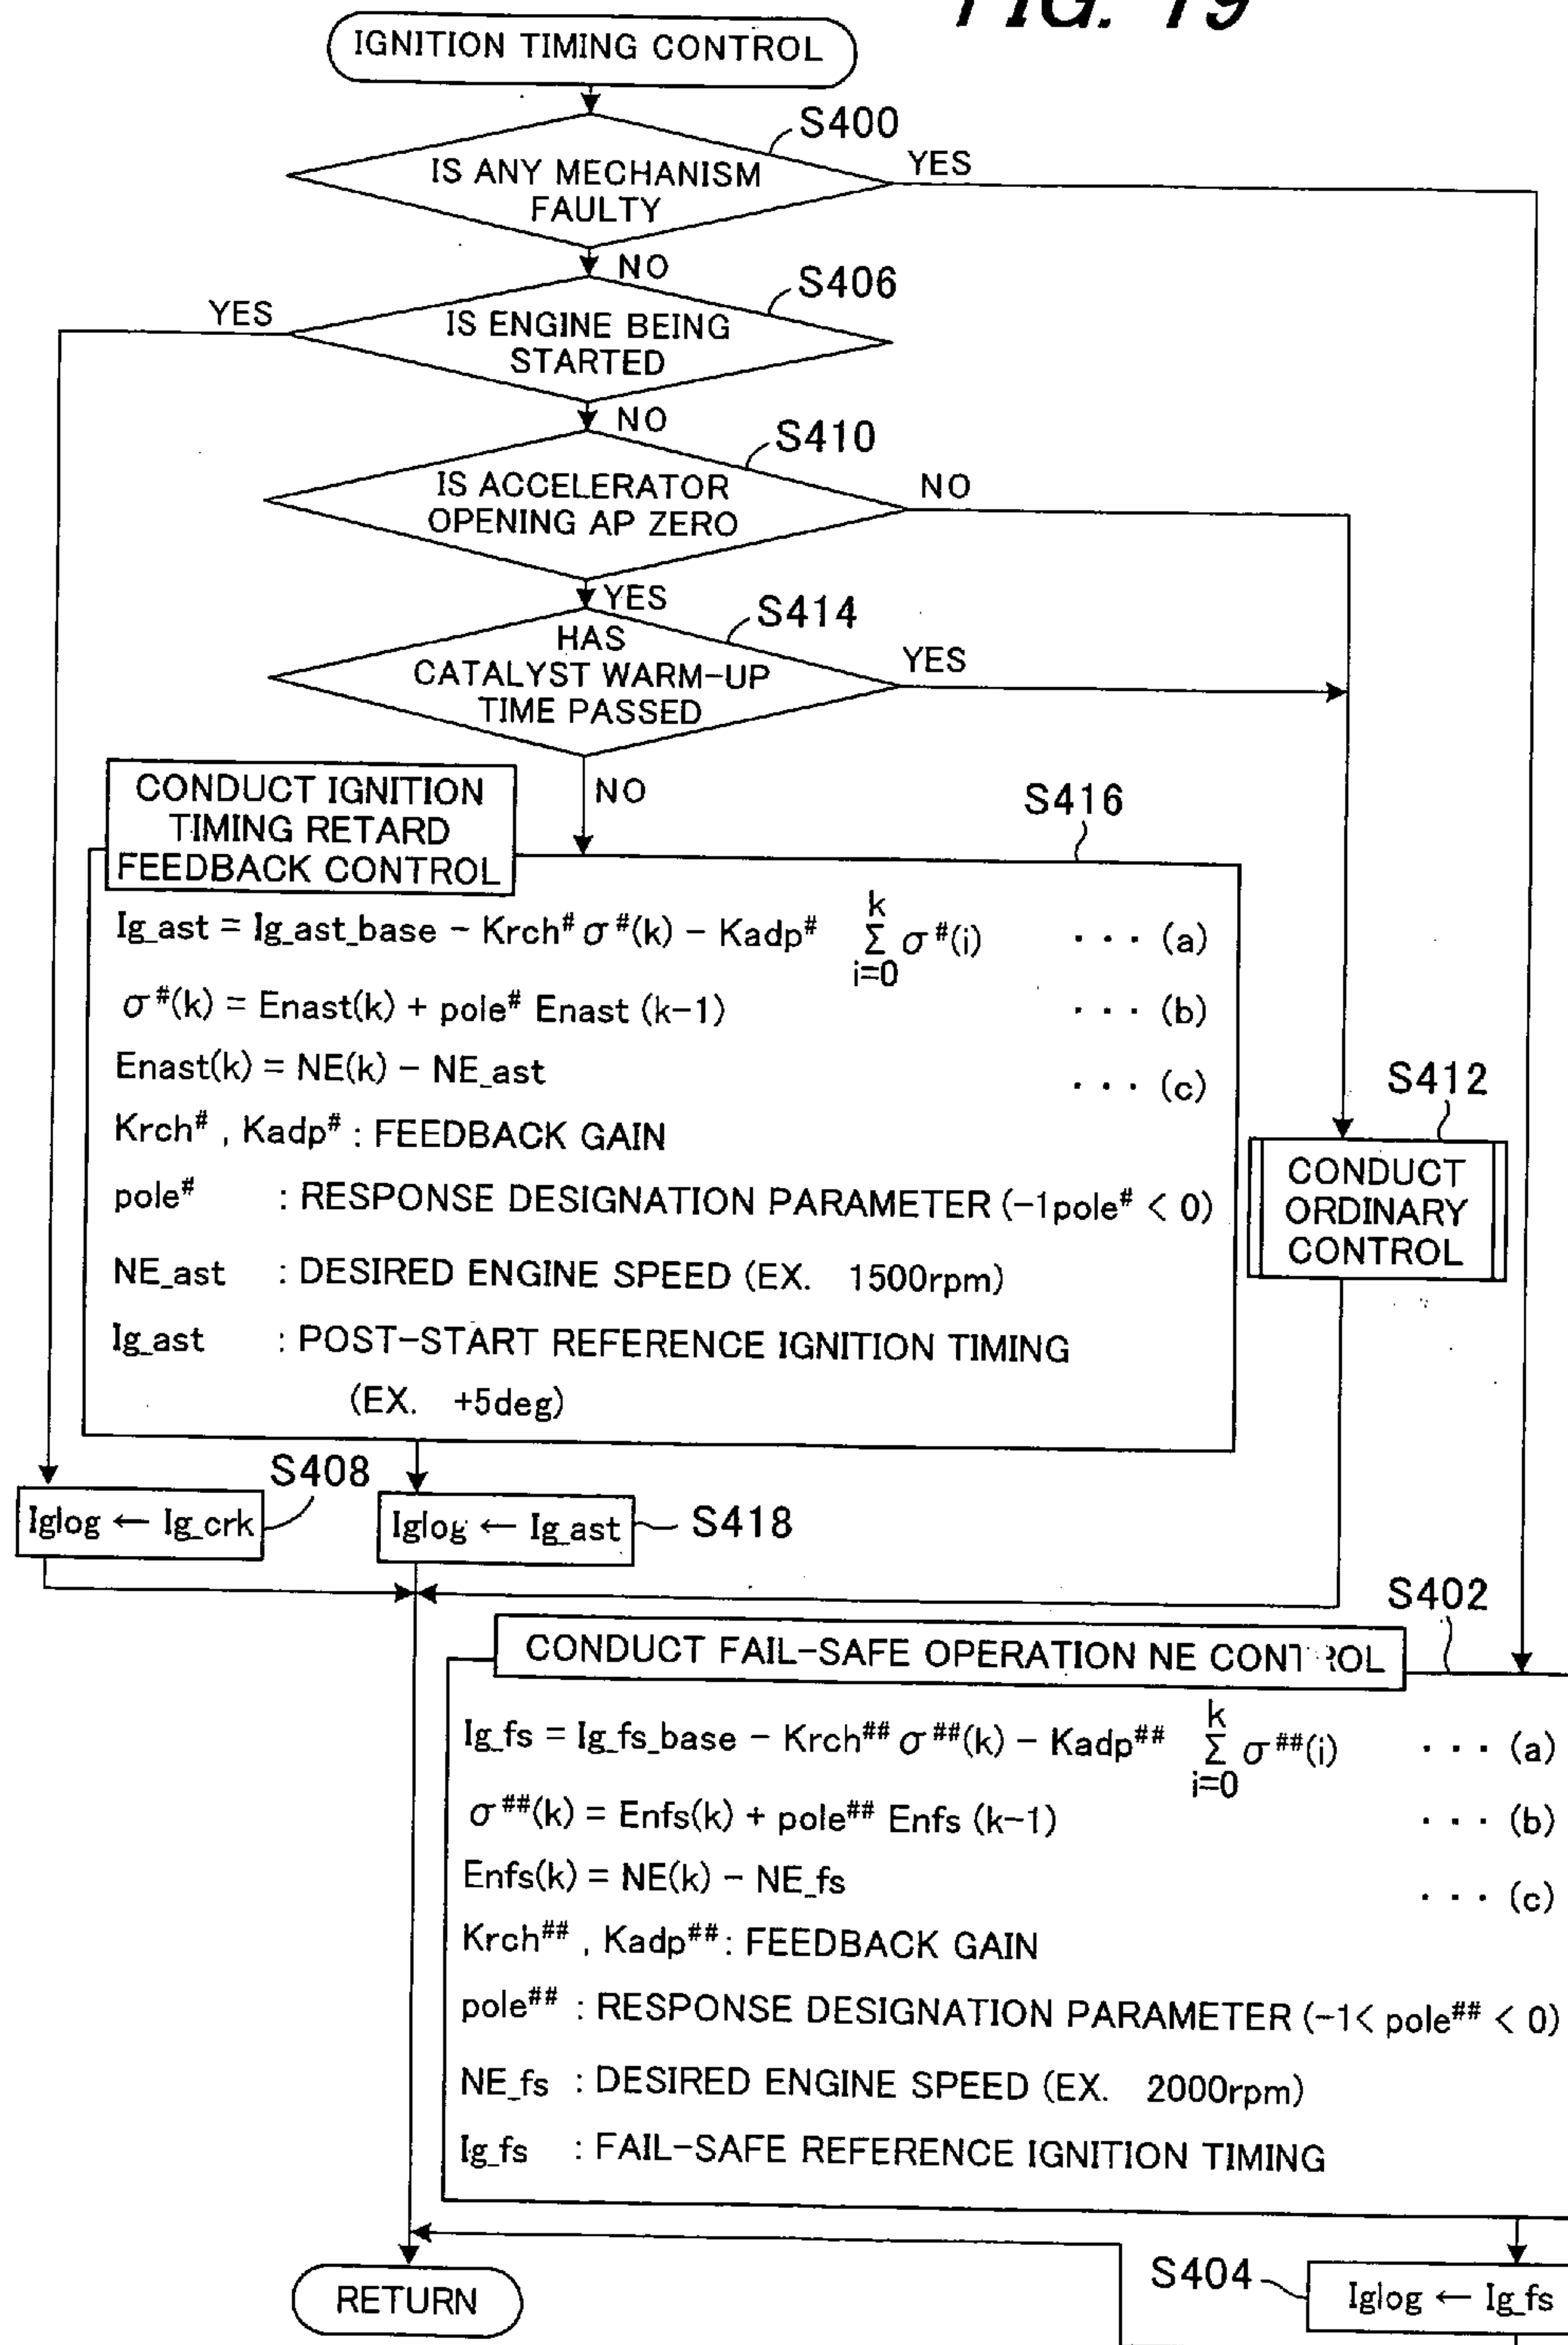 FIG. 19
IGNITION TIMING CONTROL
S400
IS ANY MECHANISM
FAULTY
YES
NO
S406
YES
IS ENGINE BEING
STARTED
NO
S410
IS ACCELERATOR
OPENING AP ZERO
NO
YES
S414
HAS
CATALYST WARM-UP
TIME PASSED
YES
NO
CONDUCT IGNITION
TIMING RETARD
FEEDBACK CONTROL
S416
Ig_ast = Ig_ast_base - Krch# σ#(k) - Kadp# k Σ i=0 σ#(i) ··· (a)
σ#(k) = Enast(k) + pole# Enast (k-1) ··· (b)
Enast(k) = NE(k) - NE_ast ··· (c)
Krch# , Kadp# : FEEDBACK GAIN
pole# : RESPONSE DESIGNATION PARAMETER (-1pole# < 0)
NE_ast : DESIRED ENGINE SPEED (EX. 1500rpm)
Ig_ast : POST-START REFERENCE IGNITION TIMING
(EX. +5deg)
S412
CONDUCT
ORDINARY
CONTROL
S408
Iglog ← Ig_crk
Iglog ← Ig_ast
S418
S402
CONDUCT FAIL-SAFE OPERATION NE CONTROL
Ig_fs = Ig_fs_base - Krch## σ##(k) - Kadp## k Σ i=0 σ##(i) ··· (a)
σ##(k) = Enfs(k) + pole## Enfs (k-1) ··· (b)
Enfs(k) = NE(k) - NE_fs ··· (c)
Krch## , Kadp## : FEEDBACK GAIN
pole## : RESPONSE DESIGNATION PARAMETER (-1< pole## < 0)
NE_fs : DESIRED ENGINE SPEED (EX. 2000rpm)
Ig_fs : FAIL-SAFE REFERENCE IGNITION TIMING
S404
Iglog ← Ig_fs
RETURN